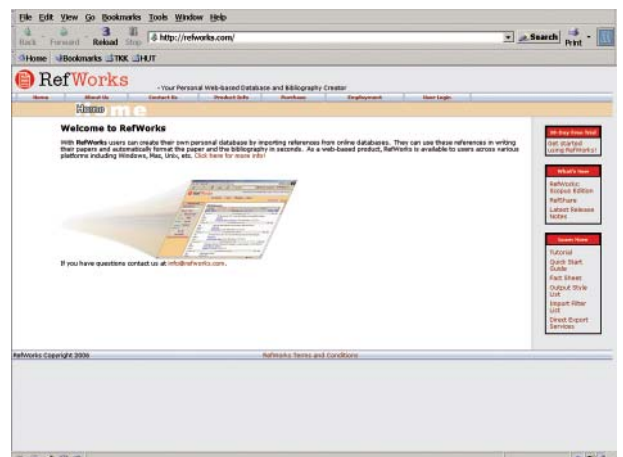 File Edit View Go Bookmarks Tools Window Help
Back Forward Reload Stop http://refworks.com/ Search Print
Home Bookmarks TKK HUT
RefWorks - Your Personal Web-based Database and Bibliography Creator
Home About Us Contact Us Product Info Purchase Employment User Login
Home
Welcome to RefWorks
With RefWorks users can create their own personal database by importing references from online databases. They can use these references in writing
their papers and automatically format the paper and the bibliography in seconds. As a web-based product, RefWorks is available to users across various
platforms including Windows, Mac, Unix, etc. Click here for more info!
If you have questions contact us at info@refworks.com.
30 Day Free Trial
Get started
using RefWorks!
What's New
RefWorks:
Scopus Edition
RefShare
Latest Release
Notes
Learn More
Tutorial
Quick Start
Guide
Fact Sheet
Output Style
List
Import Filter
List
Direct Export
Services
RefWorks Copyright 2006 RefWorks Terms and Conditions